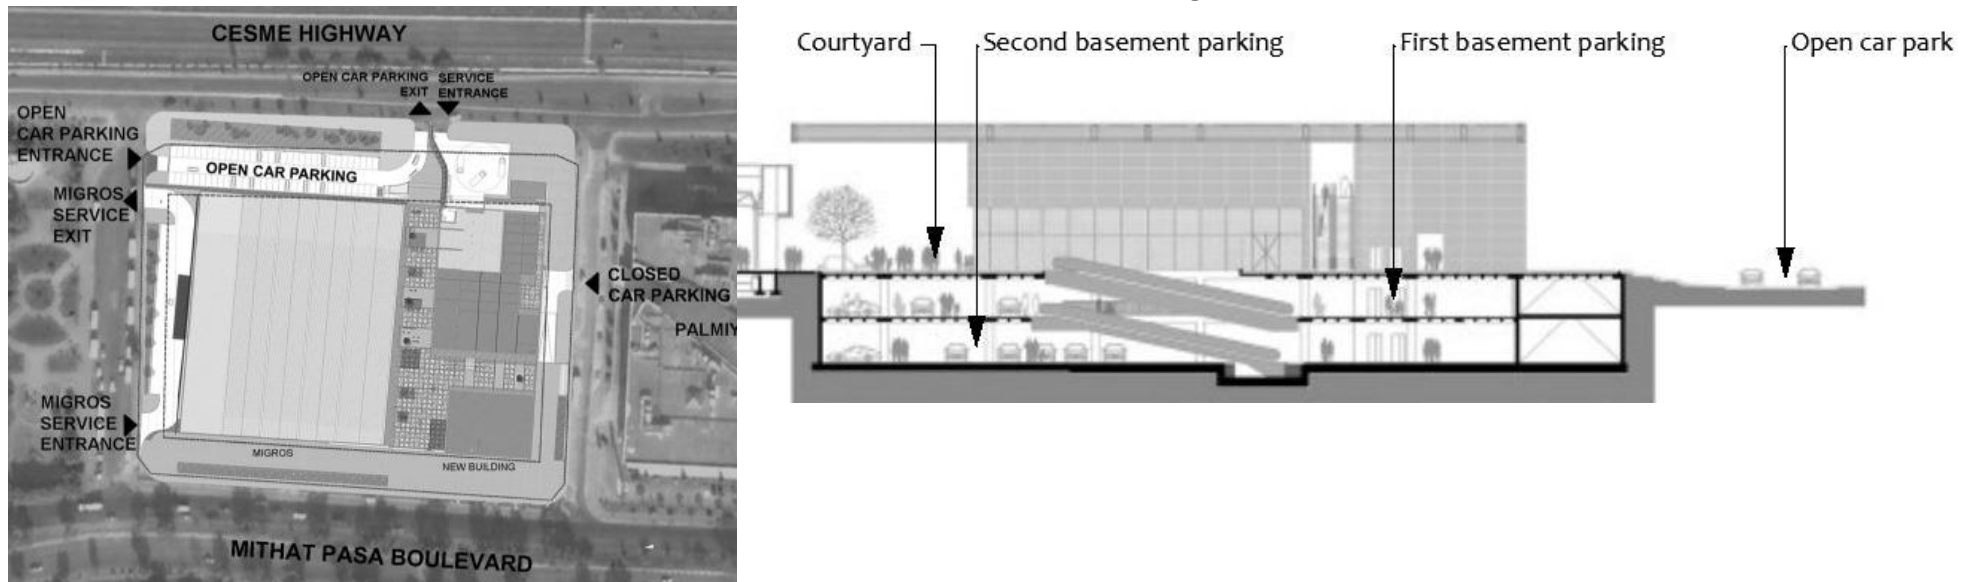 CESME HIGHWAY
OPEN CAR PARKING
EXIT
SERVICE
ENTRANCE
OPEN
CAR PARKING
ENTRANCE
OPEN CAR PARKING
MIGROS
SERVICE
EXIT
CLOSED
CAR PARKING
PALMIY
MIGROS
SERVICE
ENTRANCE
MIGROS
NEW BUILDING
MITHAT PASA BOULEVARD
Courtyard
Second basement parking
First basement parking
Open car park